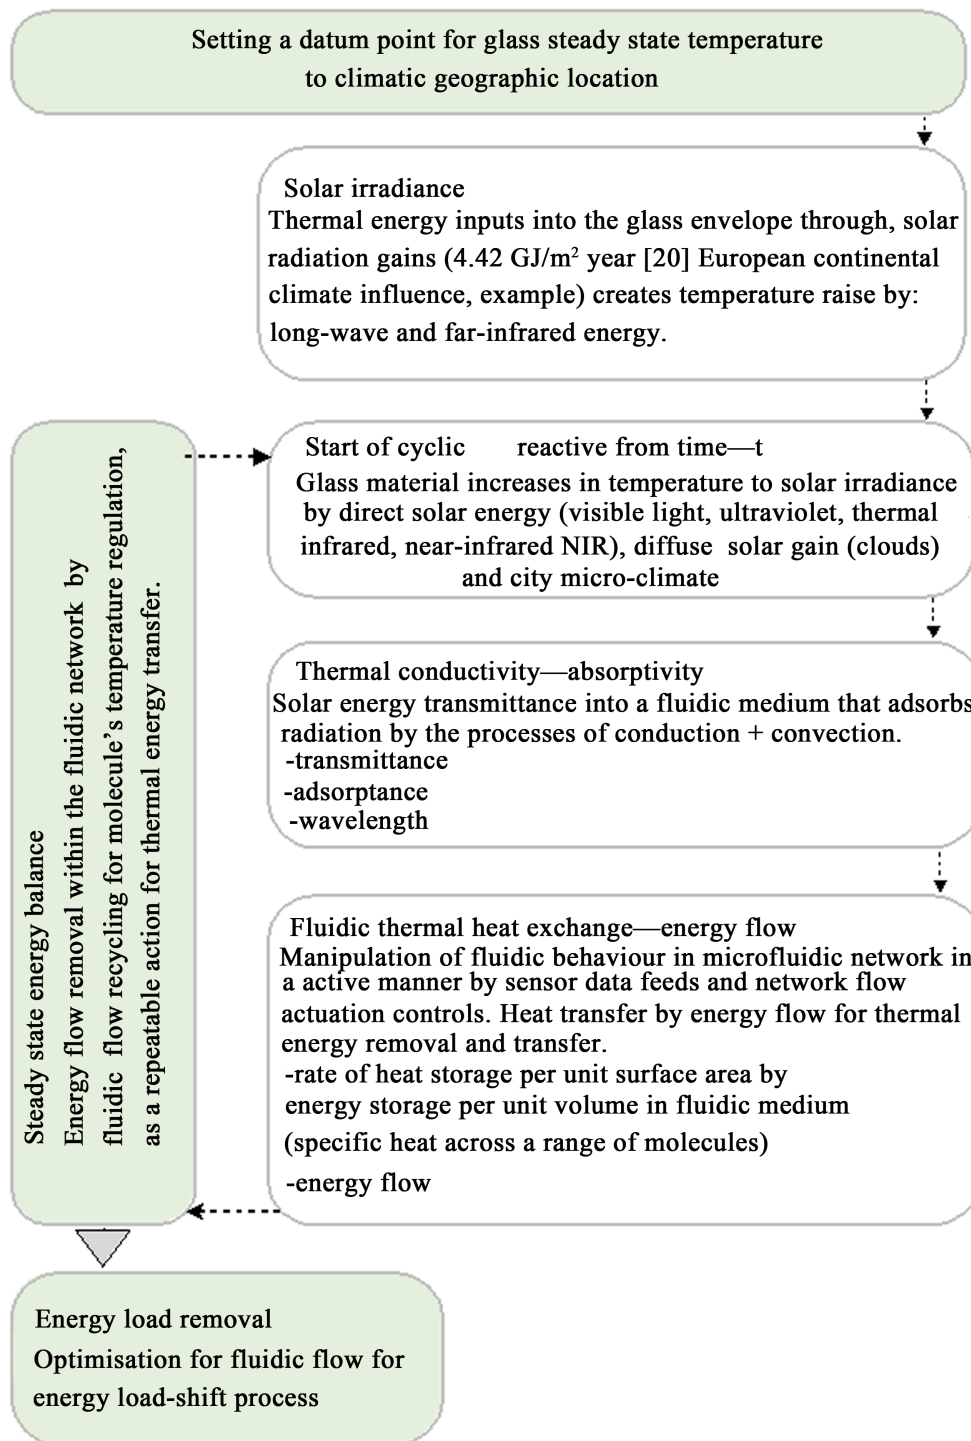 Setting a datum point for glass steady state temperature
to climatic geographic location
Solar irradiance
Thermal energy inputs into the glass envelope through, solar
radiation gains (4.42 GJ/m² year [20] European continental
climate influence, example) creates temperature raise by:
long-wave and far-infrared energy.
Start of cyclic reactive from time—t
Glass material increases in temperature to solar irradiance
by direct solar energy (visible light, ultraviolet, thermal
infrared, near-infrared NIR), diffuse solar gain (clouds)
and city micro-climate
Thermal conductivity—absorptivity
Solar energy transmittance into a fluidic medium that adsorbs
radiation by the processes of conduction + convection.
-transmittance
-adsorptance
-wavelength
Fluidic thermal heat exchange—energy flow
Manipulation of fluidic behaviour in microfluidic network in
a active manner by sensor data feeds and network flow
actuation controls. Heat transfer by energy flow for thermal
energy removal and transfer.
-rate of heat storage per unit surface area by
energy storage per unit volume in fluidic medium
(specific heat across a range of molecules)
-energy flow
Steady state energy balance
Energy flow removal within the fluidic network by
fluidic flow recycling for molecule's temperature regulation,
as a repeatable action for thermal energy transfer.
Energy load removal
Optimisation for fluidic flow for
energy load-shift process